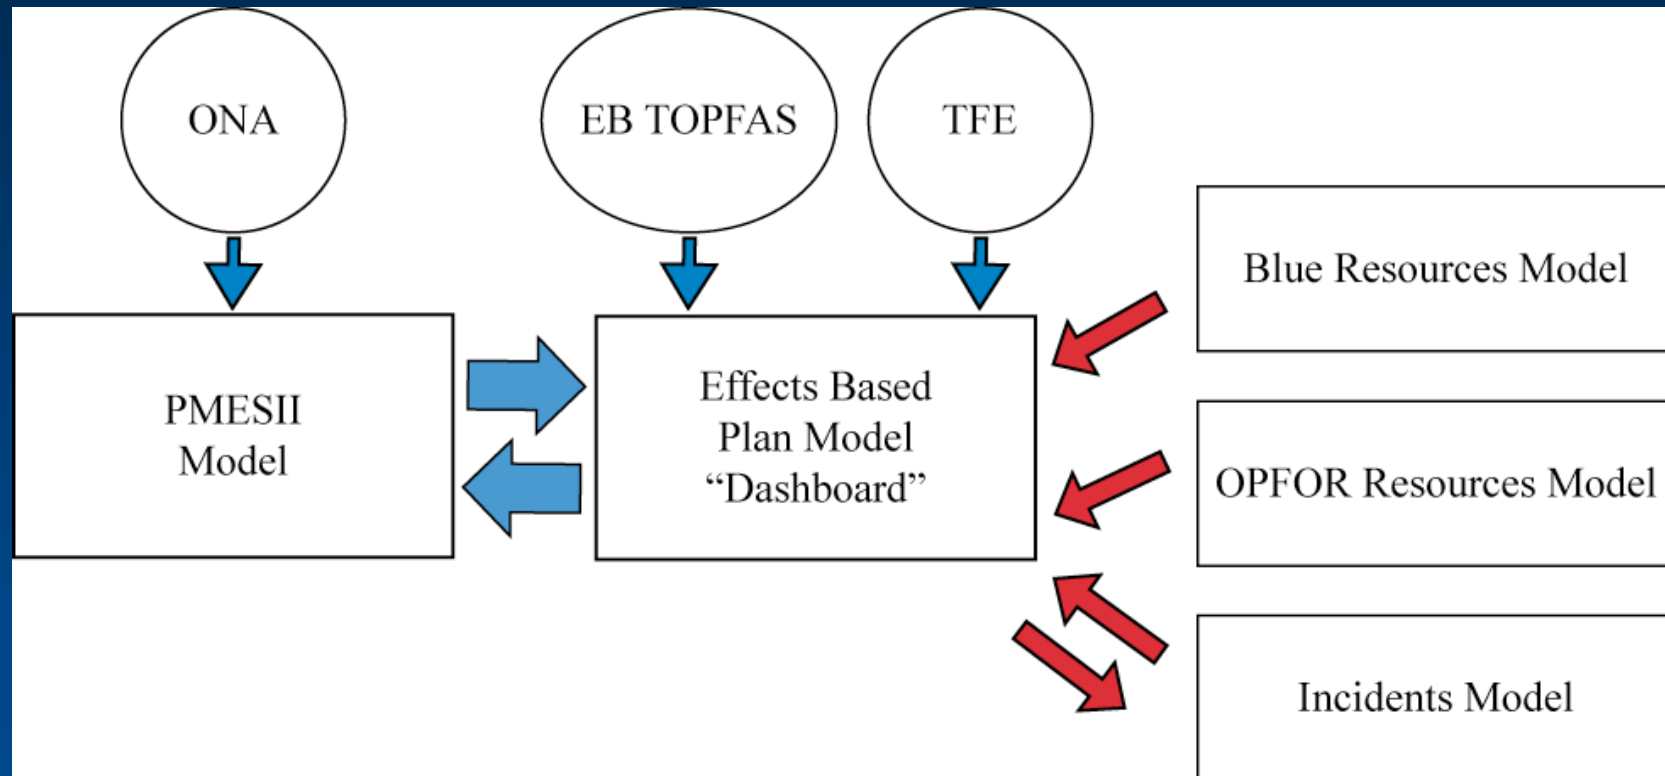 ONA
EB TOPFAS
TFE
Blue Resources Model
PMESII
Model
Effects Based
Plan Model
“Dashboard”
OPFOR Resources Model
Incidents Model